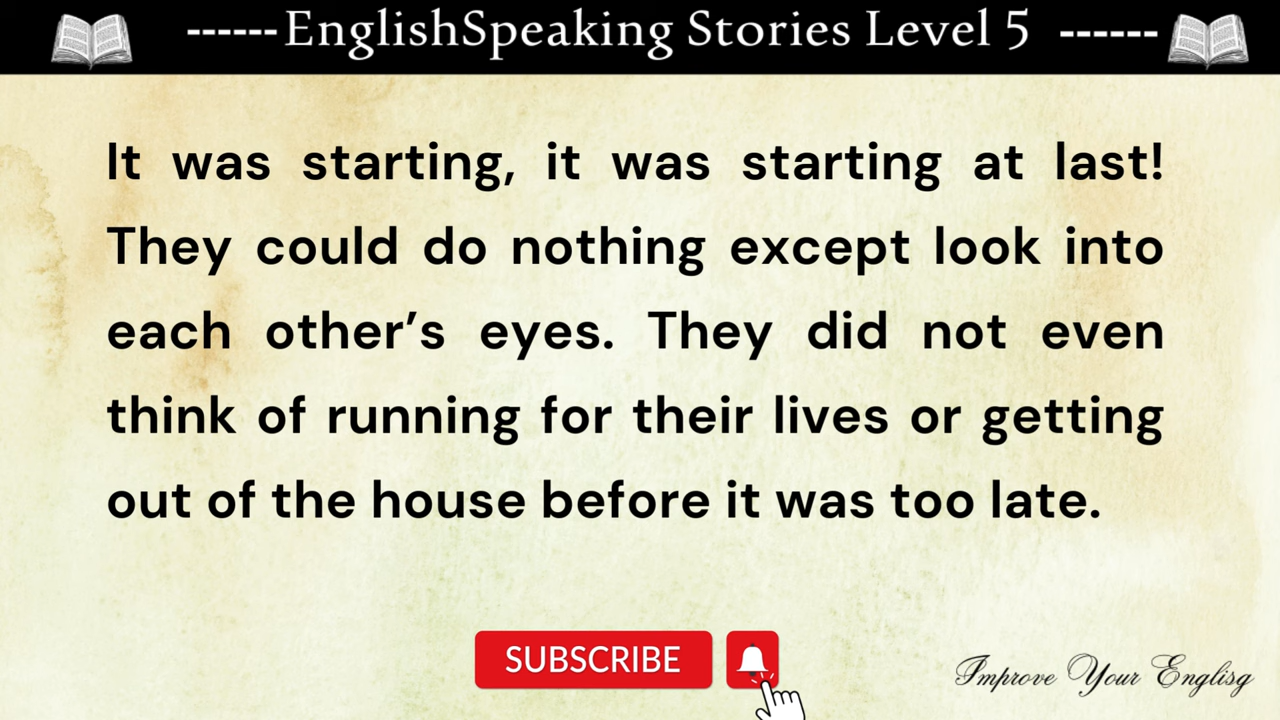 ------EnglishSpeaking Stories Level 5 ------
It was starting, it was starting at last!
They could do nothing except look into
each other’s eyes. They did not even
think of running for their lives or getting
out of the house before it was too late.
SUBSCRIBE
Improve Your Englisg